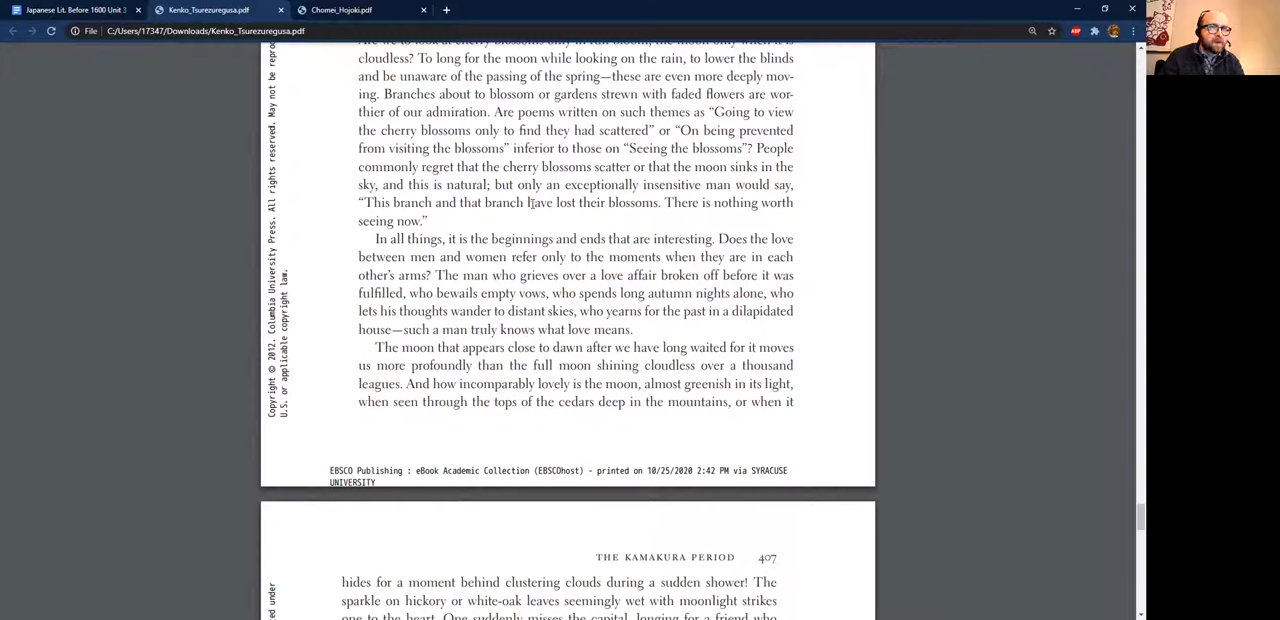 Japanese Lit. Before 1600 Unit 3
Kenko_Tsurezuregusa.pdf
Chomei_Hojoki.pdf
File
C:/Users/17347/Downloads/Kenko_Tsurezuregusa.pdf
ABP
cloudless? To long for the moon while looking on the rain, to lower the blinds
and be unaware of the passing of the spring—these are even more deeply mov-
ing. Branches about to blossom or gardens strewn with faded flowers are wor-
thier of our admiration. Are poems written on such themes as “Going to view
the cherry blossoms only to find they had scattered” or “On being prevented
from visiting the blossoms” inferior to those on “Seeing the blossoms”? People
commonly regret that the cherry blossoms scatter or that the moon sinks in the
sky, and this is natural; but only an exceptionally insensitive man would say,
“This branch and that branch have lost their blossoms. There is nothing worth
seeing now.”
In all things, it is the beginnings and ends that are interesting. Does the love
between men and women refer only to the moments when they are in each
other’s arms? The man who grieves over a love affair broken off before it was
fulfilled, who bewails empty vows, who spends long autumn nights alone, who
lets his thoughts wander to distant skies, who yearns for the past in a dilapidated
house—such a man truly knows what love means.
The moon that appears close to dawn after we have long waited for it moves
us more profoundly than the full moon shining cloudless over a thousand
leagues. And how incomparably lovely is the moon, almost greenish in its light,
when seen through the tops of the cedars deep in the mountains, or when it
Copyright © 2012. Columbia University Press. All rights reserved. May not be reproc
U.S. or applicable copyright law.
EBSCO Publishing : eBook Academic Collection (EBSCOhost) - printed on 10/25/2020 2:42 PM via SYRACUSE
UNIVERSITY
THE KAMAKURA PERIOD 407
hides for a moment behind clustering clouds during a sudden shower! The
sparkle on hickory or white-oak leaves seemingly wet with moonlight strikes
one to the heart. One suddenly misses the capital, longing for a friend who
ted under